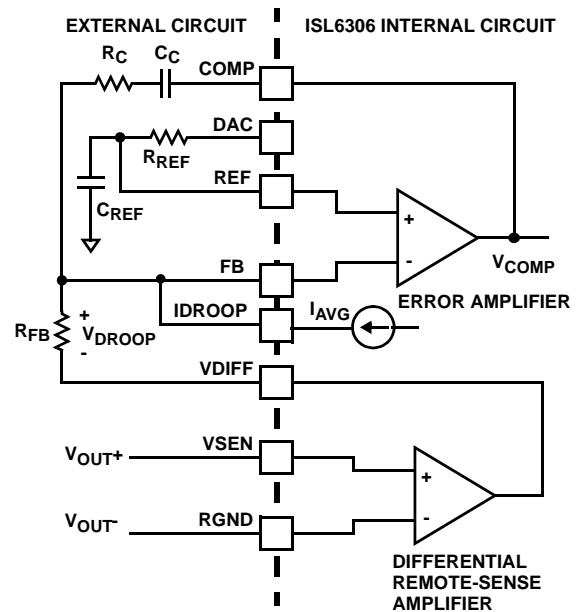 EXTERNAL CIRCUIT
ISL6306 INTERNAL CIRCUIT
RC
CC
COMP
DAC
RREF
REF
CREF
+
-
VCOMP
FB
ERROR AMPLIFIER
IDROOP
IAVG
RFB
+
VDROOP
-
VDIFF
VOUT+
VSEN
+
-
VOUT-
RGND
DIFFERENTIAL
REMOTE-SENSE
AMPLIFIER